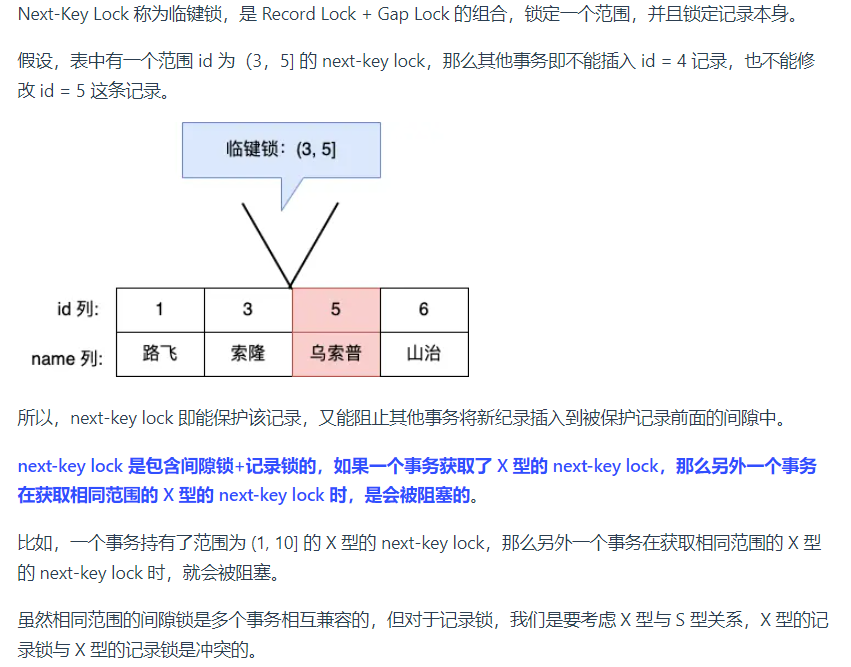 Next-Key Lock 称为临键锁，是 Record Lock + Gap Lock 的组合，锁定一个范围，并且锁定记录本身。
假设，表中有一个范围 id 为（3，5] 的 next-key lock，那么其他事务即不能插入 id = 4 记录，也不能修
改 id = 5 这条记录。
临键锁：(3, 5]
id 列: 1 3 5 6
name 列: 路飞 索隆 乌索普 山治
所以，next-key lock 即能保护该记录，又能阻止其他事务将新纪录插入到被保护记录前面的间隙中。
next-key lock 是包含间隙锁+记录锁的，如果一个事务获取了 X 型的 next-key lock，那么另外一个事务
在获取相同范围的 X 型的 next-key lock 时，是会被阻塞的。
比如，一个事务持有了范围为 (1, 10] 的 X 型的 next-key lock，那么另外一个事务在获取相同范围的 X 型
的 next-key lock 时，就会被阻塞。
虽然相同范围的间隙锁是多个事务相互兼容的，但对于记录锁，我们是要考虑 X 型与 S 型关系，X 型的记
录锁与 X 型的记录锁是冲突的。